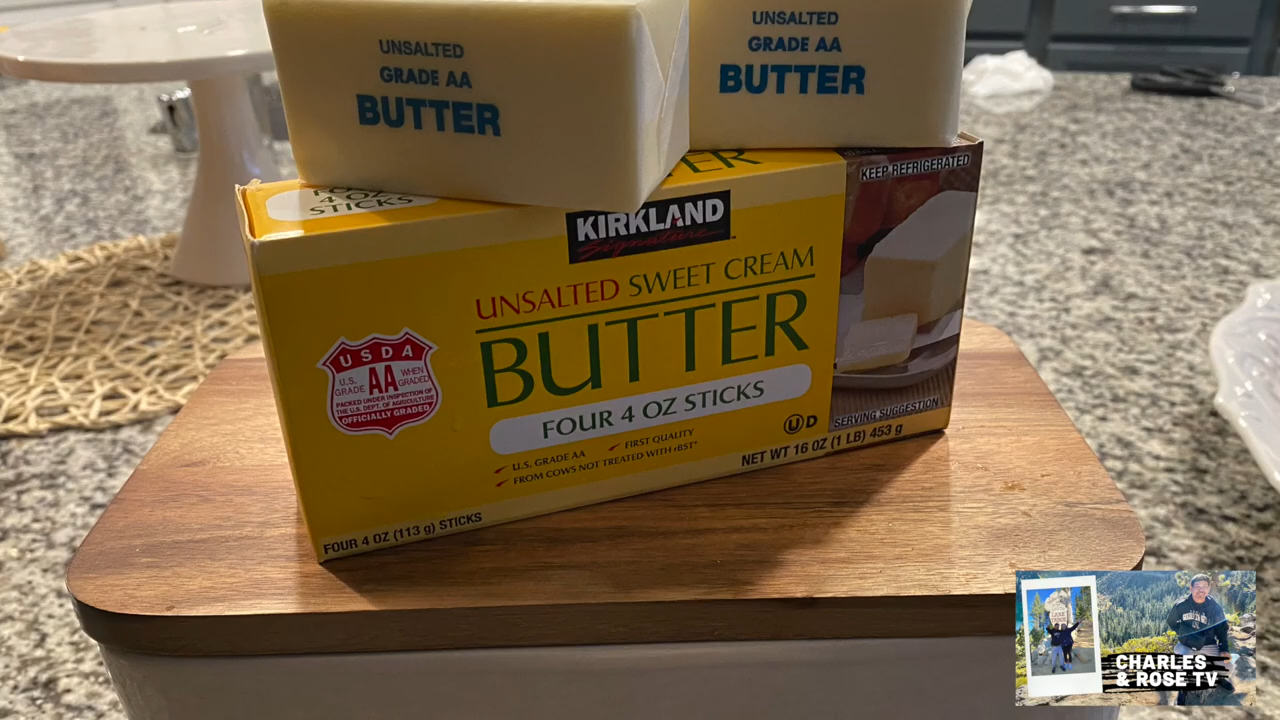 UNSALTED
GRADE AA
BUTTER
UNSALTED
GRADE AA
BUTTER
4 OZ
STICKS
KEEP REFRIGERATED
KIRKLAND
Signature
UNSALTED SWEET CREAM
BUTTER
FOUR 4 OZ STICKS
USDA
U.S. GRADE AA WHEN GRADED
PACKED UNDER INSPECTION OF
THE U.S. DEPT. OF AGRICULTURE
OFFICIALLY GRADED
U.S. GRADE AA
FIRST QUALITY
FROM COWS NOT TREATED WITH rBST*
U D
SERVING SUGGESTION
NET WT 16 OZ (1 LB) 453 g
FOUR 4 OZ (113 g) STICKS
CHARLES
& ROSE TV